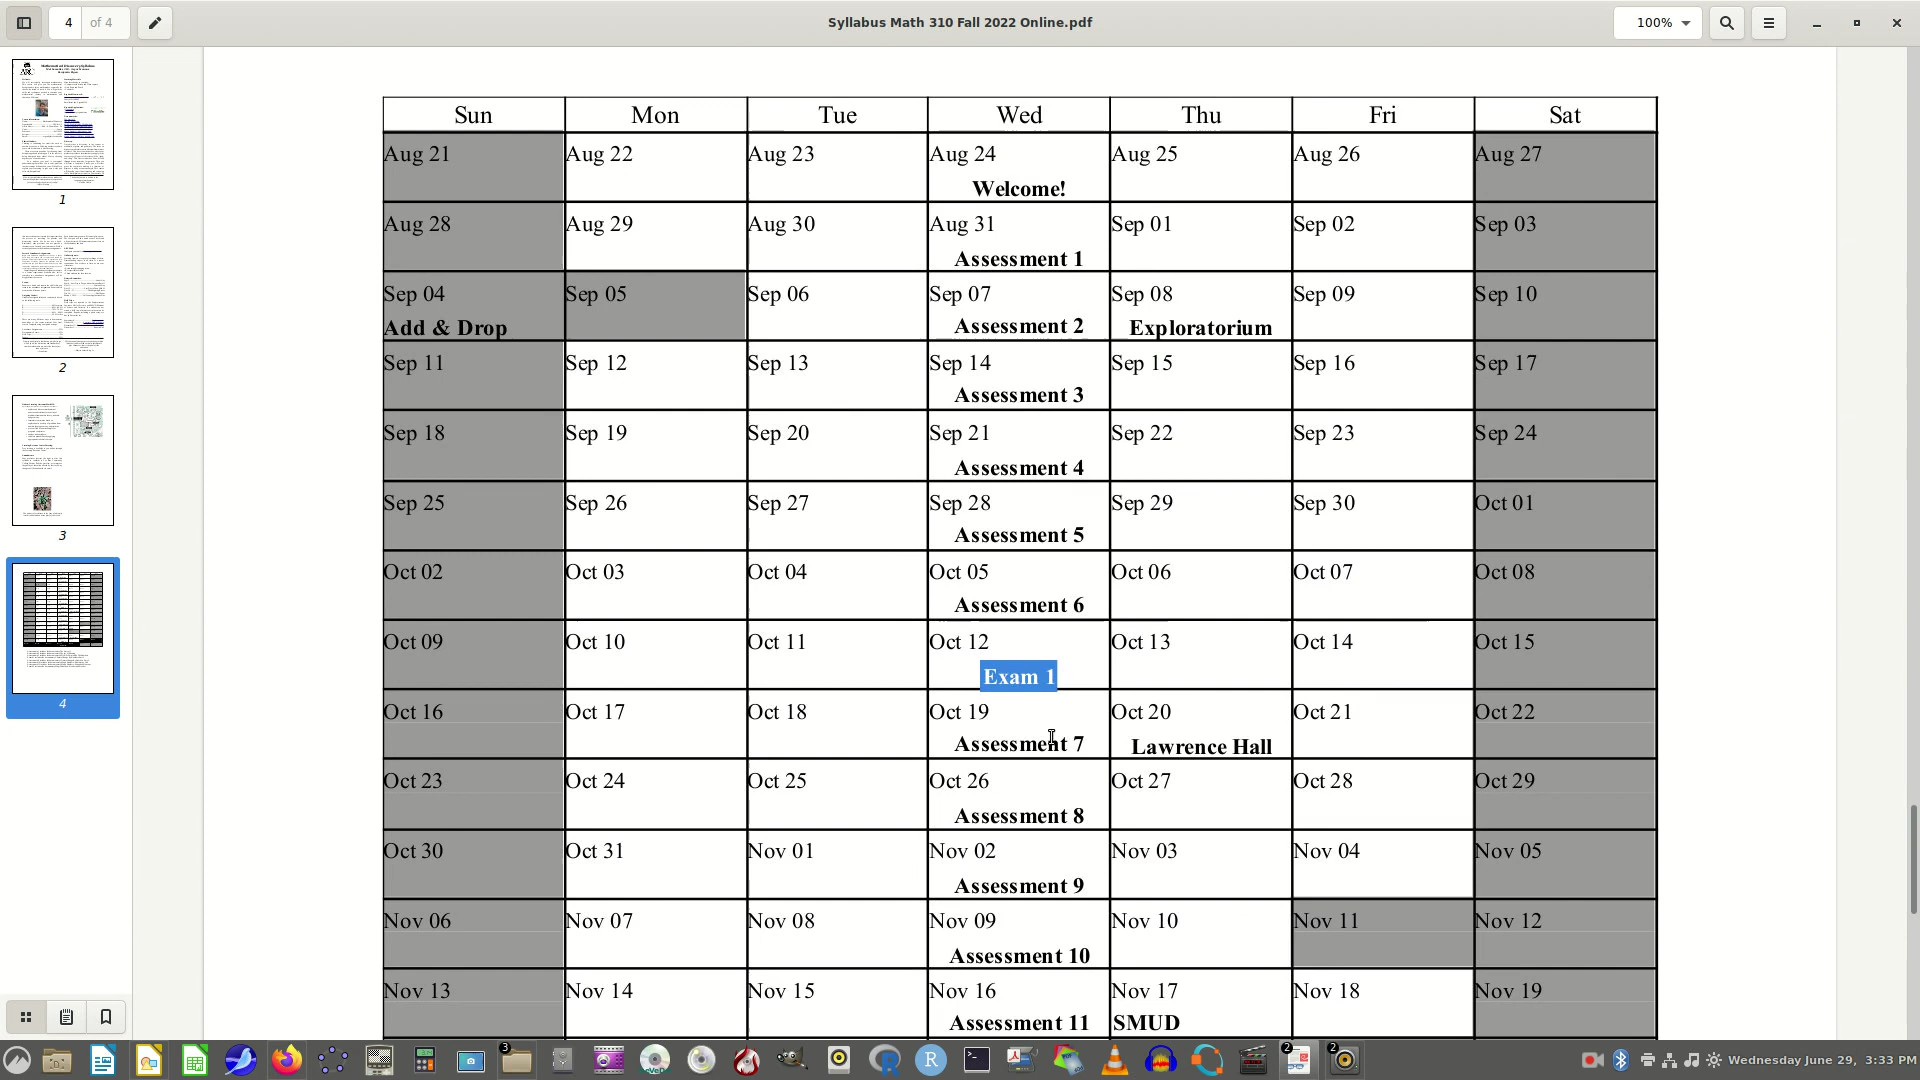 4 of 4
Syllabus Math 310 Fall 2022 Online.pdf
100%
1
2
3
4
Sun Mon Tue Wed Thu Fri Sat
Aug 21 Aug 22 Aug 23 Aug 24 Aug 25 Aug 26 Aug 27
Welcome!
Aug 28 Aug 29 Aug 30 Aug 31 Sep 01 Sep 02 Sep 03
Assessment 1
Sep 04 Sep 05 Sep 06 Sep 07 Sep 08 Sep 09 Sep 10
Add & Drop Assessment 2 Exploratorium
Sep 11 Sep 12 Sep 13 Sep 14 Sep 15 Sep 16 Sep 17
Assessment 3
Sep 18 Sep 19 Sep 20 Sep 21 Sep 22 Sep 23 Sep 24
Assessment 4
Sep 25 Sep 26 Sep 27 Sep 28 Sep 29 Sep 30 Oct 01
Assessment 5
Oct 02 Oct 03 Oct 04 Oct 05 Oct 06 Oct 07 Oct 08
Assessment 6
Oct 09 Oct 10 Oct 11 Oct 12 Oct 13 Oct 14 Oct 15
Exam 1
Oct 16 Oct 17 Oct 18 Oct 19 Oct 20 Oct 21 Oct 22
Assessment 7 Lawrence Hall
Oct 23 Oct 24 Oct 25 Oct 26 Oct 27 Oct 28 Oct 29
Assessment 8
Oct 30 Oct 31 Nov 01 Nov 02 Nov 03 Nov 04 Nov 05
Assessment 9
Nov 06 Nov 07 Nov 08 Nov 09 Nov 10 Nov 11 Nov 12
Assessment 10
Nov 13 Nov 14 Nov 15 Nov 16 Nov 17 Nov 18 Nov 19
Assessment 11 SMUD
3 2 2
Wednesday June 29, 3:33 PM